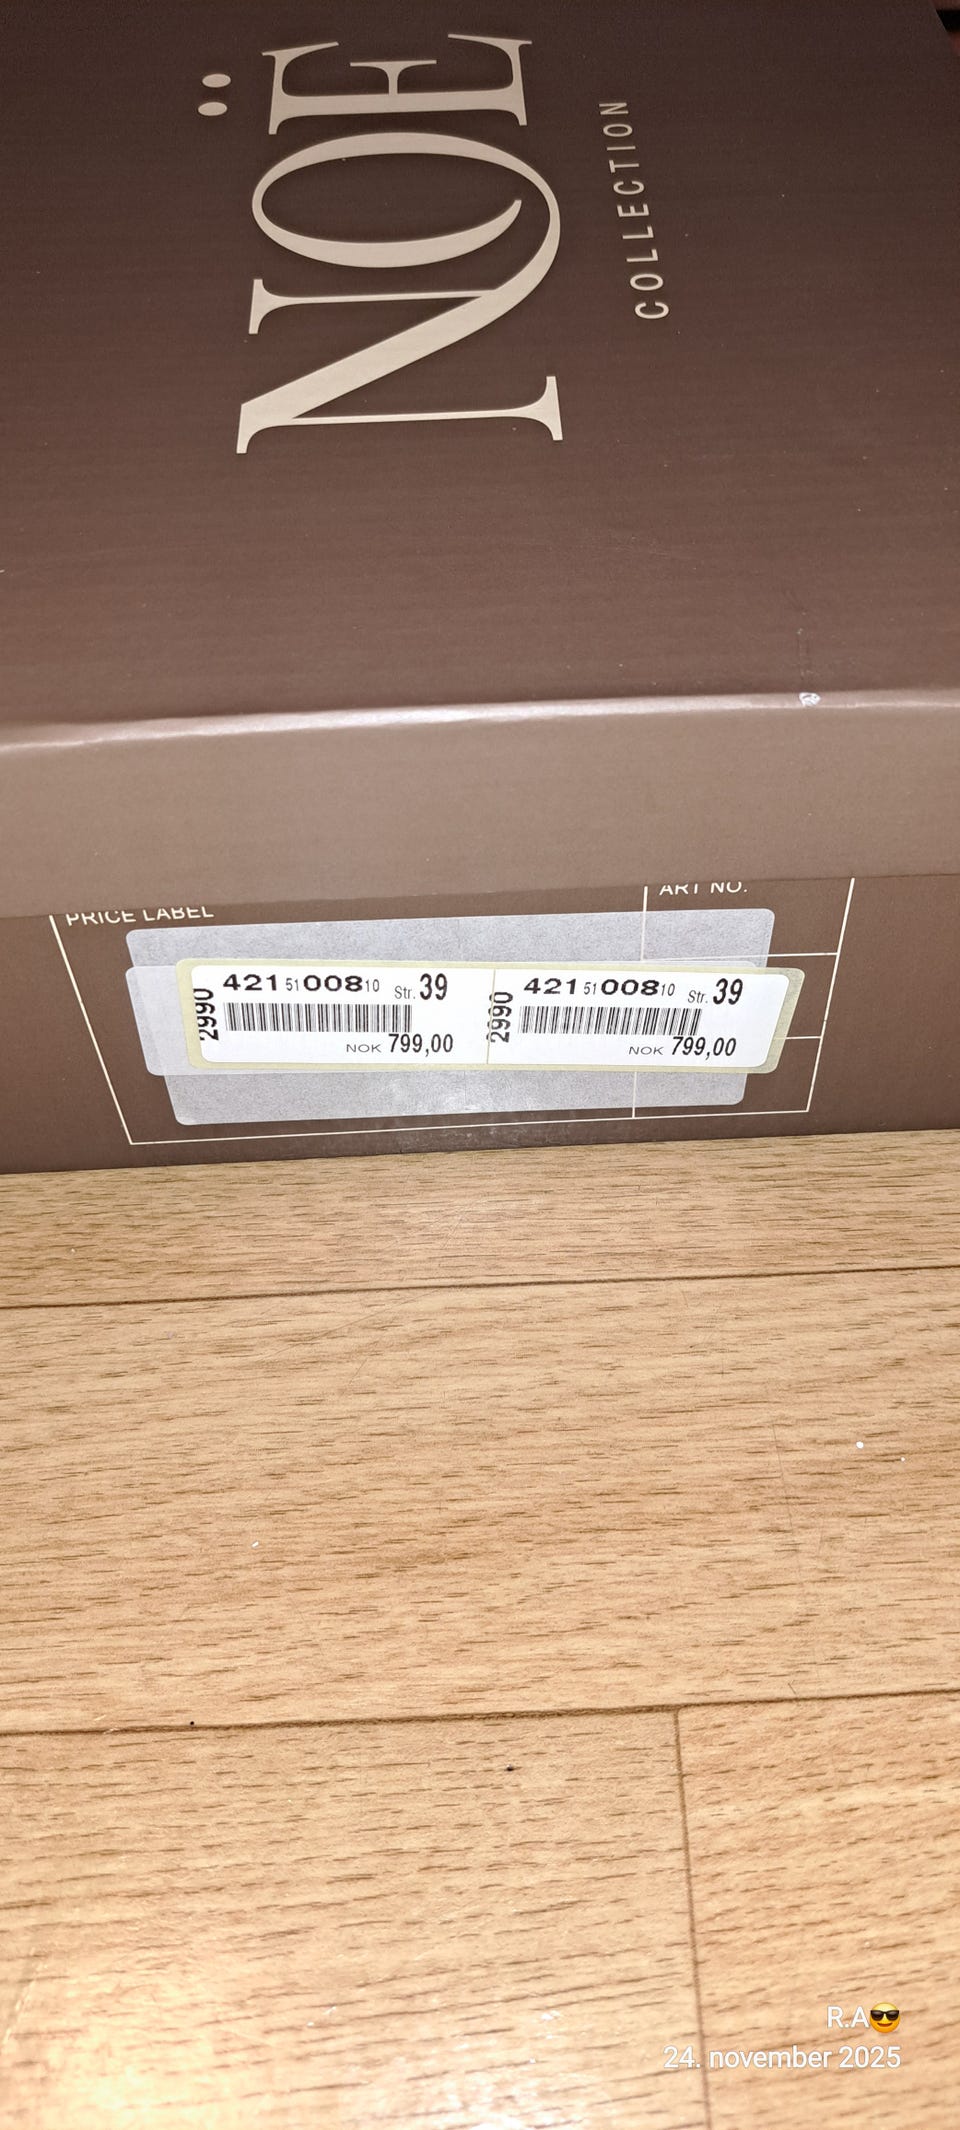 NOË
COLLECTION
PRICE LABEL
ART NO.
2990
421 51 008 10 Str. 39
NOK 799,00
2990
421 51 008 10 Str. 39
NOK 799,00
R.A😎
24. november 2025